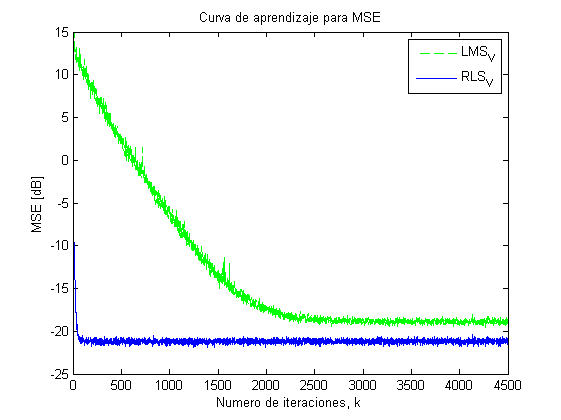 Curva de aprendizaje para MSE
LMS_V
RLS_V
MSE [dB]
15
10
5
0
-5
-10
-15
-20
-25
0 500 1000 1500 2000 2500 3000 3500 4000 4500
Numero de iteraciones, k